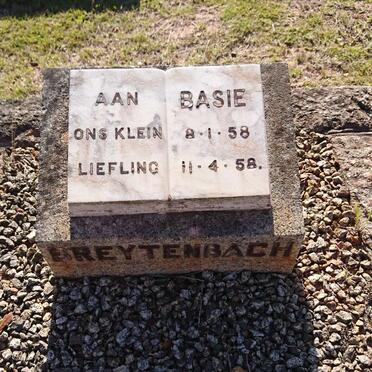 AAN
ONS KLEIN
LIEFLING
BASIE
8·1·58
11·4·58.
BREYTENBACH